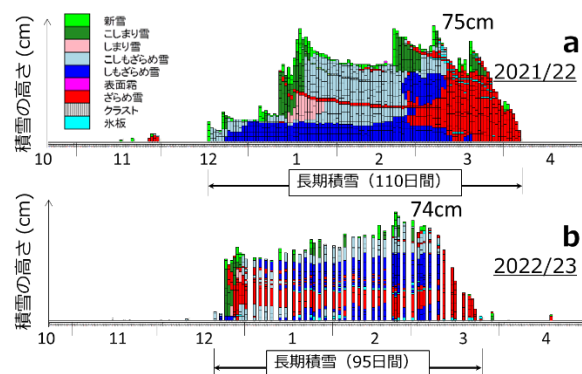 75cm
a
2021/22
積雪の高さ (cm)
新雪
こしまり雪
しまり雪
こしもざらめ雪
しもざらめ雪
表面霜
ざらめ雪
クラスト
氷板
10 11 12 1 2 3 4
長期積雪（110日間）
74cm
b
2022/23
積雪の高さ (cm)
10 11 12 1 2 3 4
長期積雪（95日間）